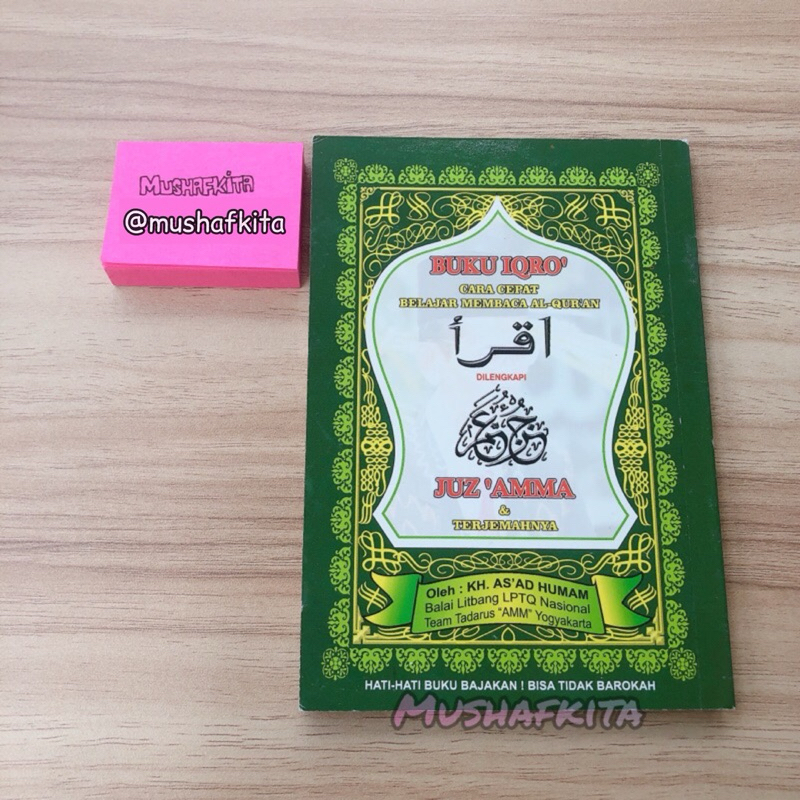 MUSHAFKITA
@mushafkita
BUKU IQRO'
CARA CEPAT
BELAJAR MEMBACA AL-QUR'AN
اقرأ
DILENGKAPI
جزء عم
JUZ 'AMMA
&
TERJEMAHNYA
Oleh : KH. AS'AD HUMAM
Balai Litbang LPTQ Nasional
Team Tadarus "AMM" Yogyakarta
HATI-HATI BUKU BAJAKAN ! BISA TIDAK BAROKAH
MUSHAFKITA